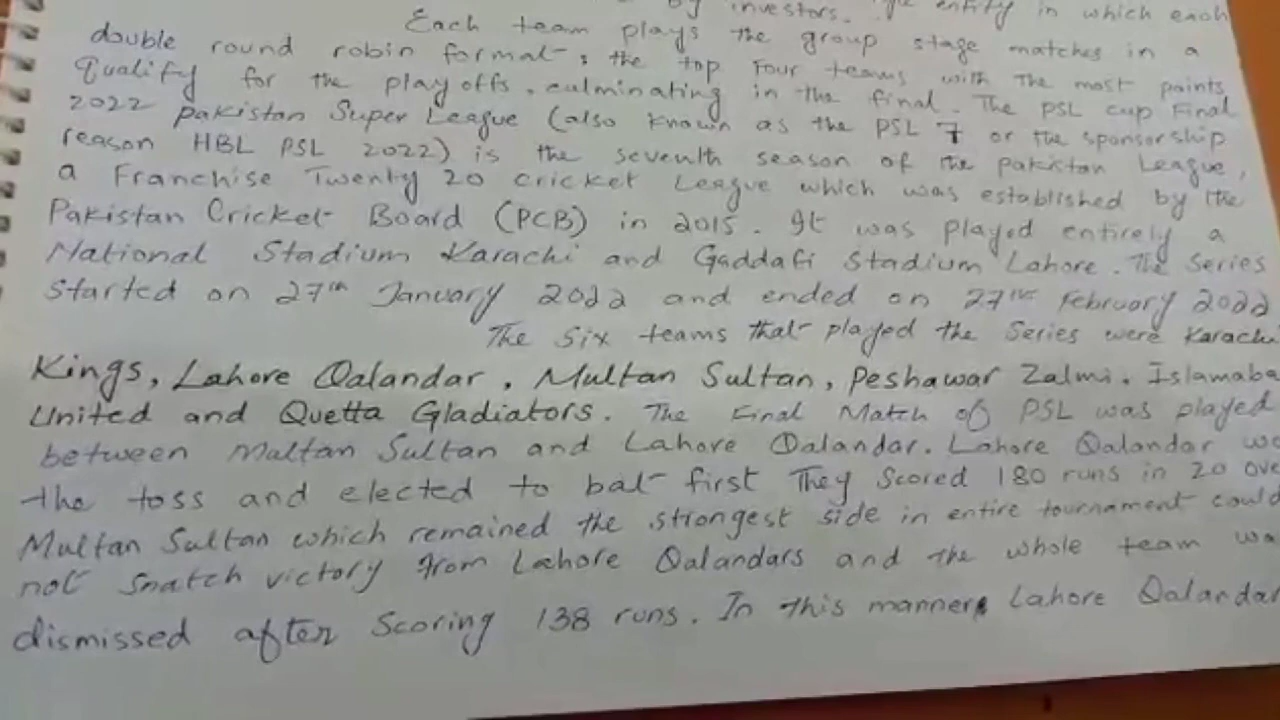 by investors. The entity in which each
Each team plays the group stage matches in a
double round robin format, the top Four teams with the most points
Qualify for the playoffs, culminating in the final. The PSL cup Final
2022 pakistan Super League (also known as the PSL 7 or the sponsorship
reason HBL PSL 2022) is the seventh season of the pakistan League,
a Franchise Twenty 20 cricket League which was established by the
Pakistan Cricket Board (PCB) in 2015. It was played entirely a
National Stadium Karachi and Gaddafi Stadium Lahore. The Series
Started on 27th January 2022 and ended on 27th February 2022
The Six teams that played the Series were Karachi
Kings, Lahore Qalandar, Multan Sultan, Peshawar Zalmi. Islamaba
United and Quetta Gladiators. The Final Match of PSL was played
between Multan Sultan and Lahore Qalandar. Lahore Qalandar wo
the toss and elected to bat first They Scored 180 runs in 20 ove
Multan Sultan which remained the strongest side in entire tournament could
not Snatch victory from Lahore Qalandars and the whole team wa
dismissed after Scoring 138 runs. In this manner, Lahore Qalandar